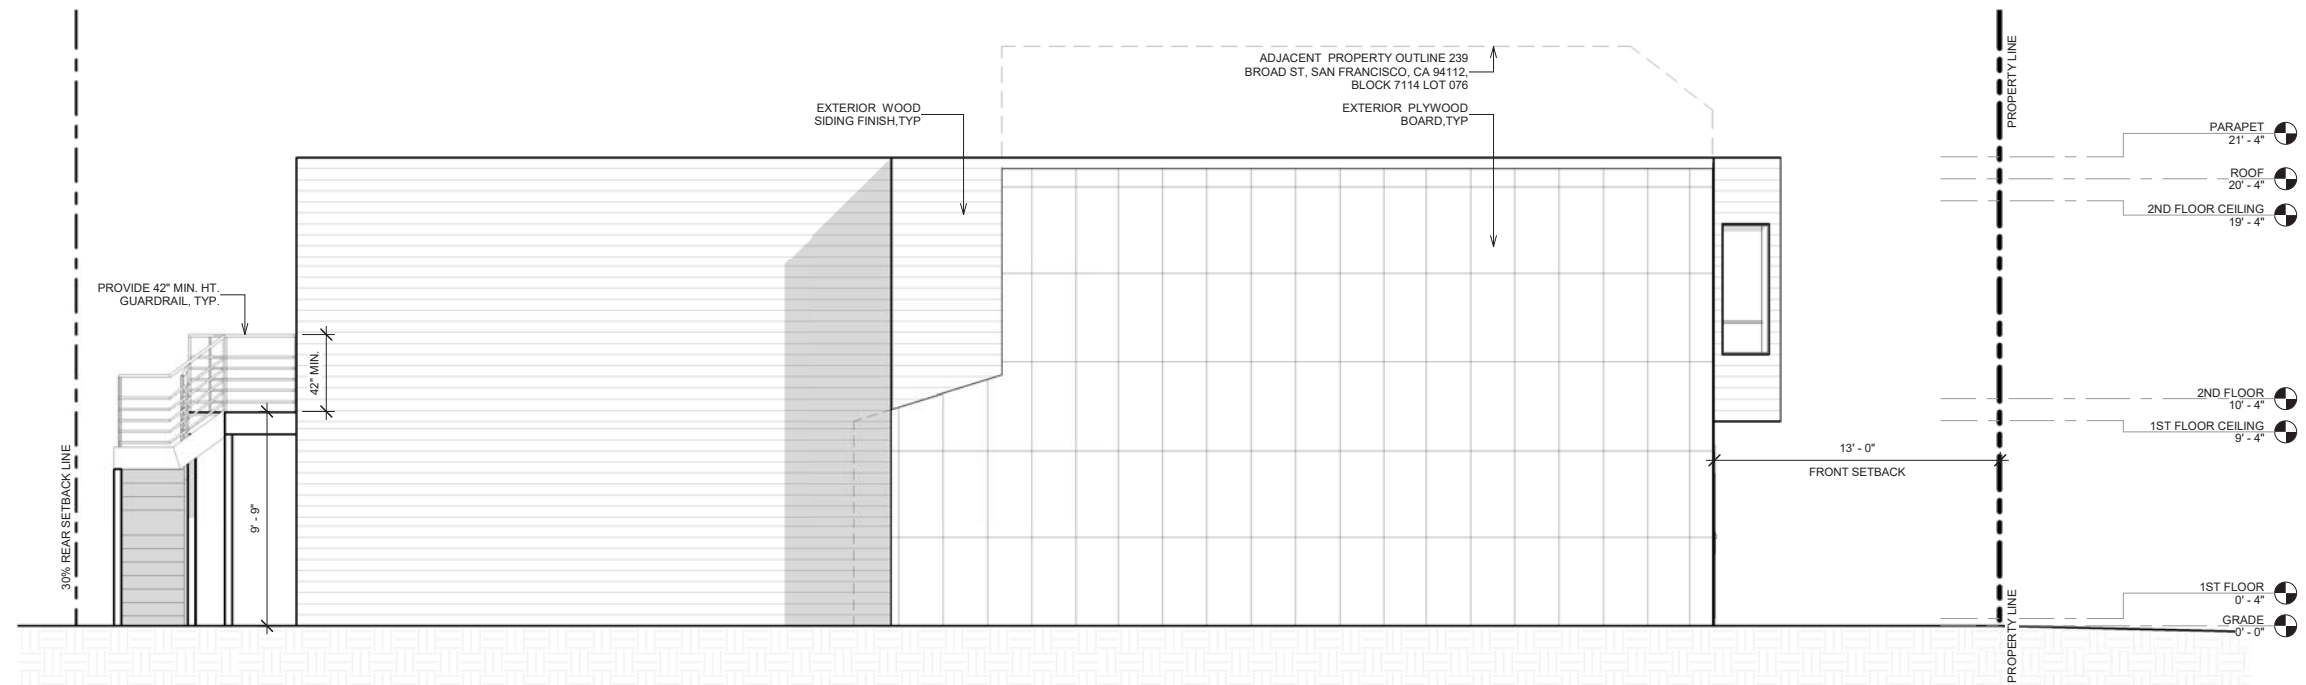 ADJACENT PROPERTY OUTLINE 239
BROAD ST, SAN FRANCISCO, CA 94112,
BLOCK 7114 LOT 076
EXTERIOR WOOD
SIDING FINISH,TYP
EXTERIOR PLYWOOD
BOARD,TYP
PROPERTY LINE
PARAPET
21' - 4"
ROOF
20' - 4"
2ND FLOOR CEILING
19' - 4"
PROVIDE 42" MIN. HT.
GUARDRAIL, TYP.
42" MIN.
2ND FLOOR
10' - 4"
1ST FLOOR CEILING
9' - 4"
13' - 0"
FRONT SETBACK
30% REAR SETBACK LINE
9' - 9"
1ST FLOOR
0' - 4"
GRADE
0' - 0"
PROPERTY LINE